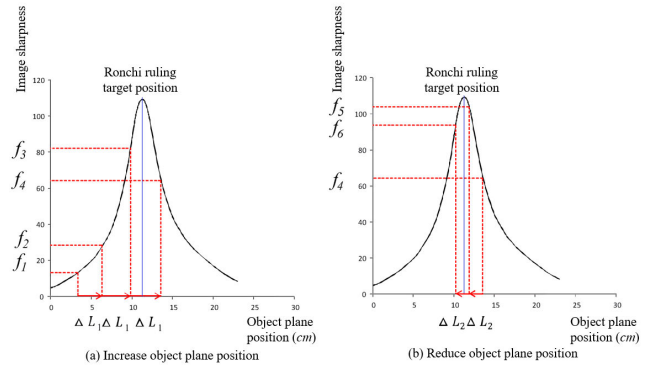 Image sharpness
Ronchi ruling
target position
120
100
80
60
40
20
0
f3
f4
f2
f1
0 5 10 15 20 25 30
Δ L1 Δ L1 Δ L1
Object plane
position (cm)
(a) Increase object plane position
Image sharpness
Ronchi ruling
target position
120
100
80
60
40
20
0
f5
f6
f4
0 5 10 15 20 25 30
Δ L2 Δ L2
Object plane
position (cm)
(b) Reduce object plane position